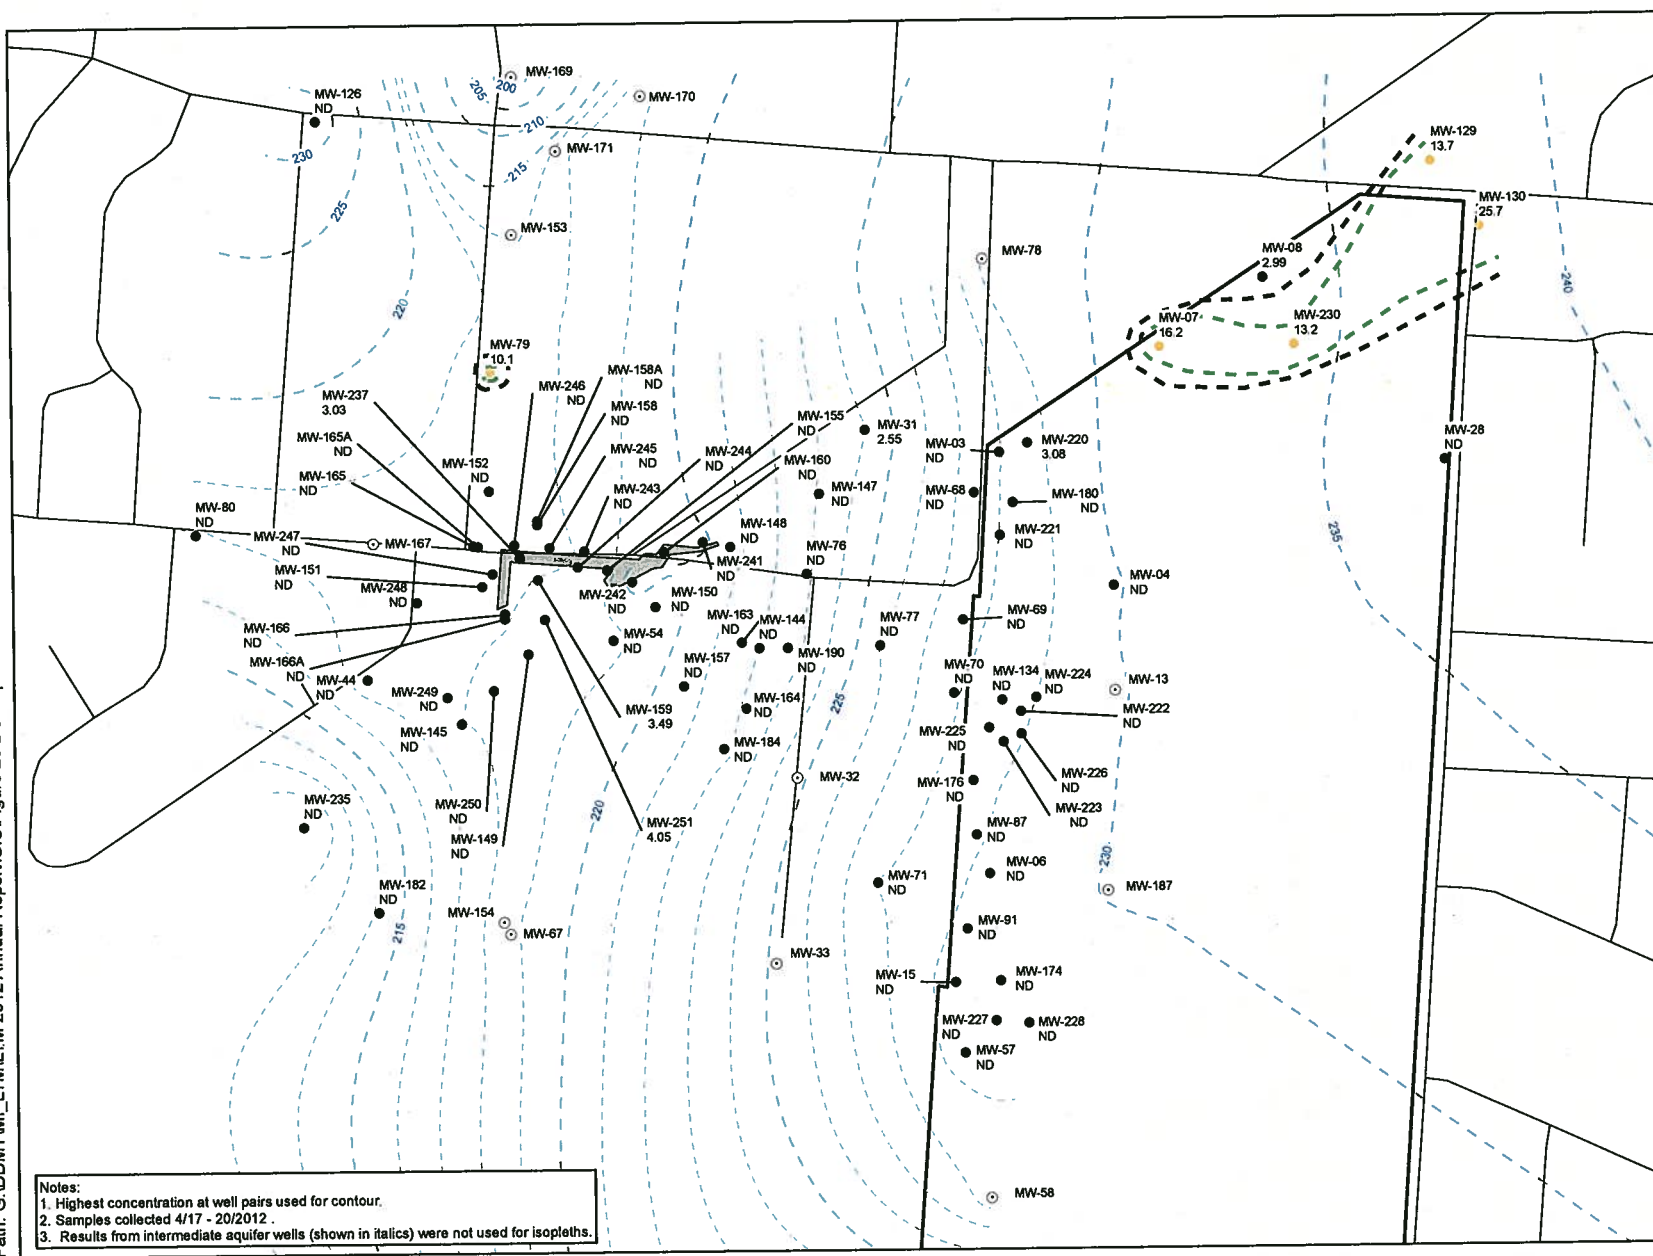 MW-169
200
205
MW-126
ND
MW-170
210
MW-129
13.7
230
MW-171
215
MW-130
25.7
225
MW-153
MW-78
MW-08
2.99
240
220
MW-07
16.2
MW-230
13.2
MW-79
10.1
MW-158A
ND
MW-246
ND
MW-237
3.03
MW-158
ND
MW-155
ND
MW-31
2.55
MW-28
ND
MW-165A
ND
MW-245
ND
MW-244
ND
MW-03
ND
MW-220
3.08
MW-152
ND
MW-160
ND
MW-165
ND
MW-243
ND
MW-147
ND
MW-68
ND
MW-180
ND
MW-80
ND
MW-148
ND
MW-221
ND
235
MW-247
ND
MW-167
MW-76
ND
MW-241
ND
MW-151
ND
MW-248
ND
MW-242
ND
MW-150
ND
MW-04
ND
MW-163
ND
MW-144
ND
MW-77
ND
MW-69
ND
MW-166
ND
MW-54
ND
MW-190
ND
MW-166A
ND
MW-157
ND
MW-70
ND
MW-134
ND
MW-224
ND
MW-13
MW-44
ND
MW-249
ND
MW-159
3.49
MW-164
ND
225
MW-222
ND
MW-145
ND
MW-225
ND
MW-184
ND
MW-226
ND
MW-32
MW-176
ND
MW-235
ND
MW-250
ND
220
MW-223
ND
MW-149
ND
MW-251
4.05
MW-87
ND
230
MW-06
ND
MW-182
ND
MW-71
ND
MW-187
MW-154
215
MW-67
MW-91
ND
MW-33
MW-15
ND
MW-174
ND
MW-227
ND
MW-228
ND
MW-57
ND
MW-58
Notes:
1. Highest concentration at well pairs used for contour.
2. Samples collected 4/17 - 20/2012 .
3. Results from intermediate aquifer wells (shown in italics) were not used for isopleths.